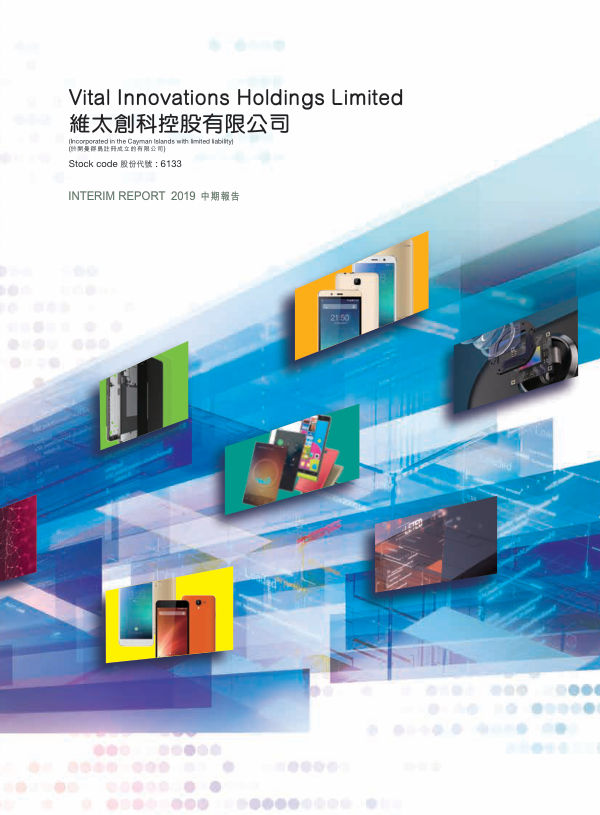 Vital Innovations Holdings Limited
維太創科控股有限公司
(Incorporated in the Cayman Islands with limited liability)
(於開曼群島註冊成立的有限公司)
Stock code 股份代號 : 6133
INTERIM REPORT 2019 中期報告
21:50